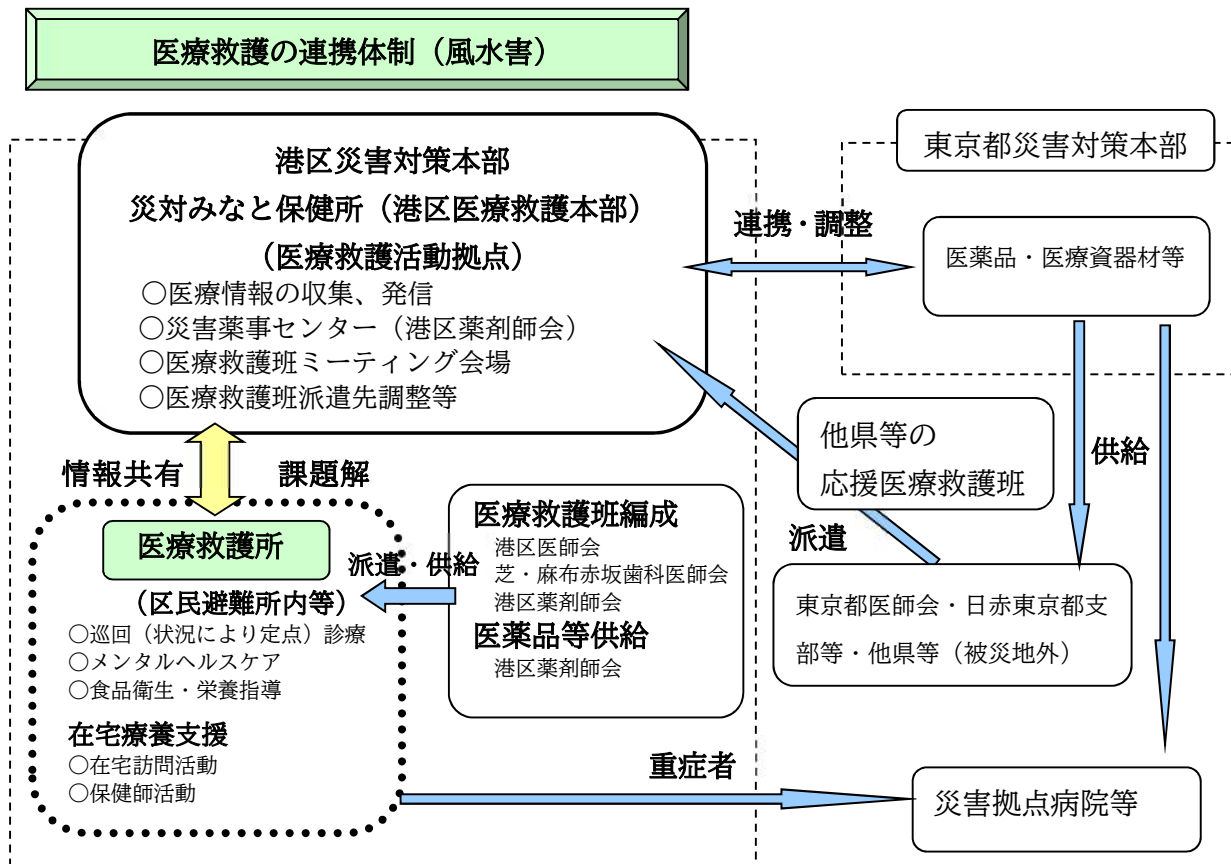 医療救護の連携体制（風水害）
港区災害対策本部
災対みなと保健所（港区医療救護本部）
（医療救護活動拠点）
○医療情報の収集、発信
○災害薬事センター（港区薬剤師会）
○医療救護班ミーティング会場
○医療救護班派遣先調整等
東京都災害対策本部
連携・調整
医薬品・医療資器材等
他県等の
応援医療救護班
供給
派遣
東京都医師会・日赤東京都支
部等・他県等（被災地外）
情報共有
課題解
医療救護所
（区民避難所内等）
○巡回（状況により定点）診療
○メンタルヘルスケア
○食品衛生・栄養指導
在宅療養支援
○在宅訪問活動
○保健師活動
派遣・供給
医療救護班編成
港区医師会
芝・麻布赤坂歯科医師会
港区薬剤師会
医薬品等供給
港区薬剤師会
重症者
災害拠点病院等